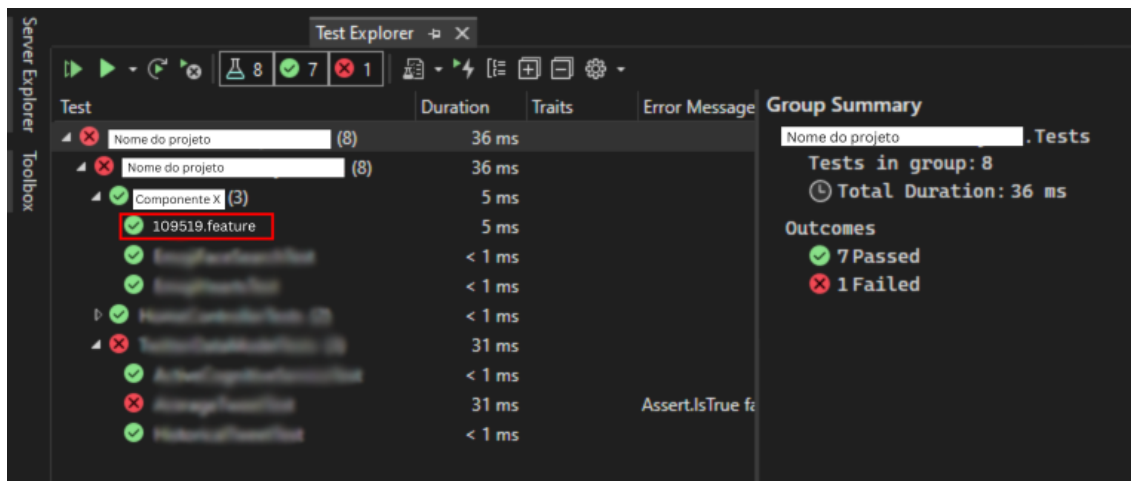 Server Explorer
Toolbox
Test Explorer
8 7 1
Test Duration Traits Error Message
Nome do projeto (8) 36 ms
Nome do projeto (8) 36 ms
Componente X (3) 5 ms
109519.feature 5 ms
< 1 ms
< 1 ms
< 1 ms
31 ms
< 1 ms
31 ms Assert.IsTrue fa
< 1 ms
Group Summary
Nome do projeto .Tests
Tests in group: 8
Total Duration: 36 ms
Outcomes
7 Passed
1 Failed